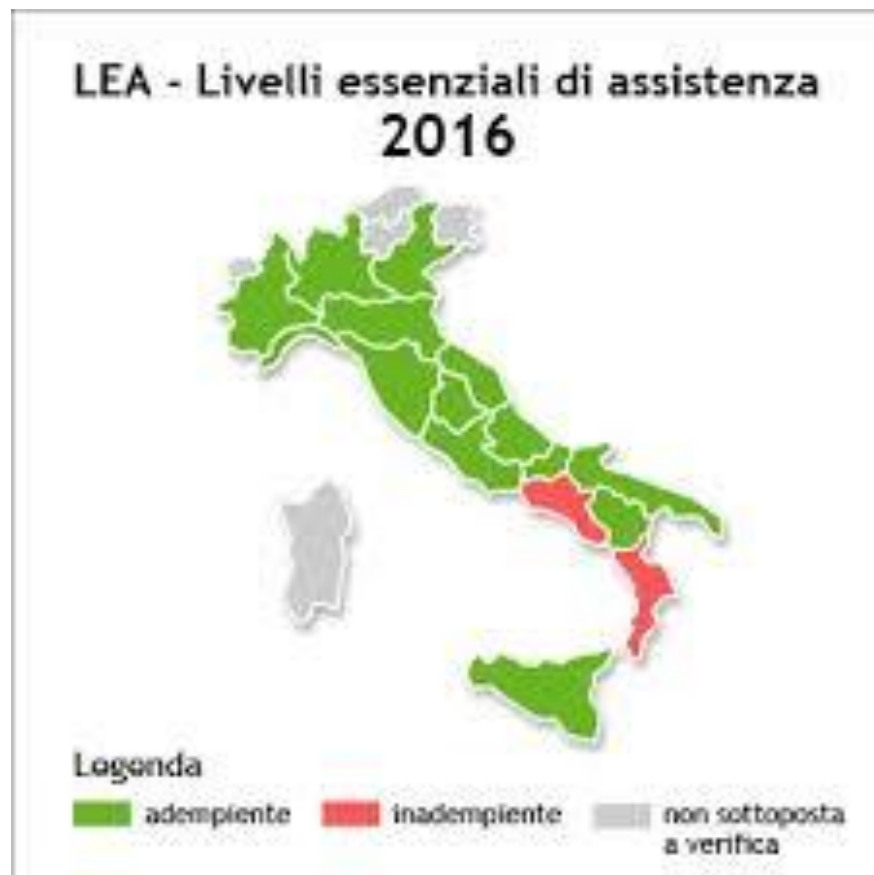 LEA - Livelli essenziali di assistenza
2016
Legenda
adempiente
inadempiente
non sottoposta
a verifica